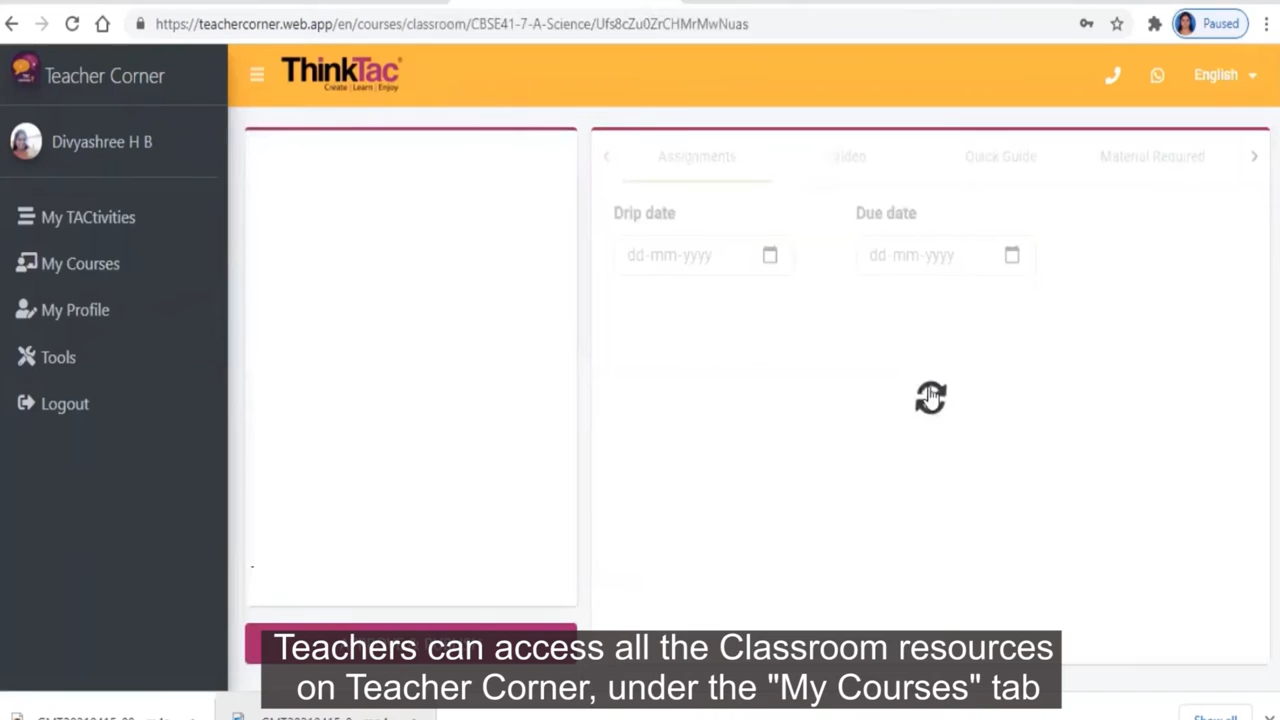 https://teachercorner.web.app/en/courses/classroom/CBSE41-7-A-Science/Ufs8cZu0ZrCHMrMwNuas
Paused
Teacher Corner
ThinkTac
Create | Learn | Enjoy
English
Divyashree H B
Assignments
Quick Guide
Material Required
My TACtivities
Drip date
Due date
dd-mm-yyyy
dd-mm-yyyy
My Courses
My Profile
Tools
Logout
Teachers can access all the Classroom resources
on Teacher Corner, under the "My Courses" tab
Show all